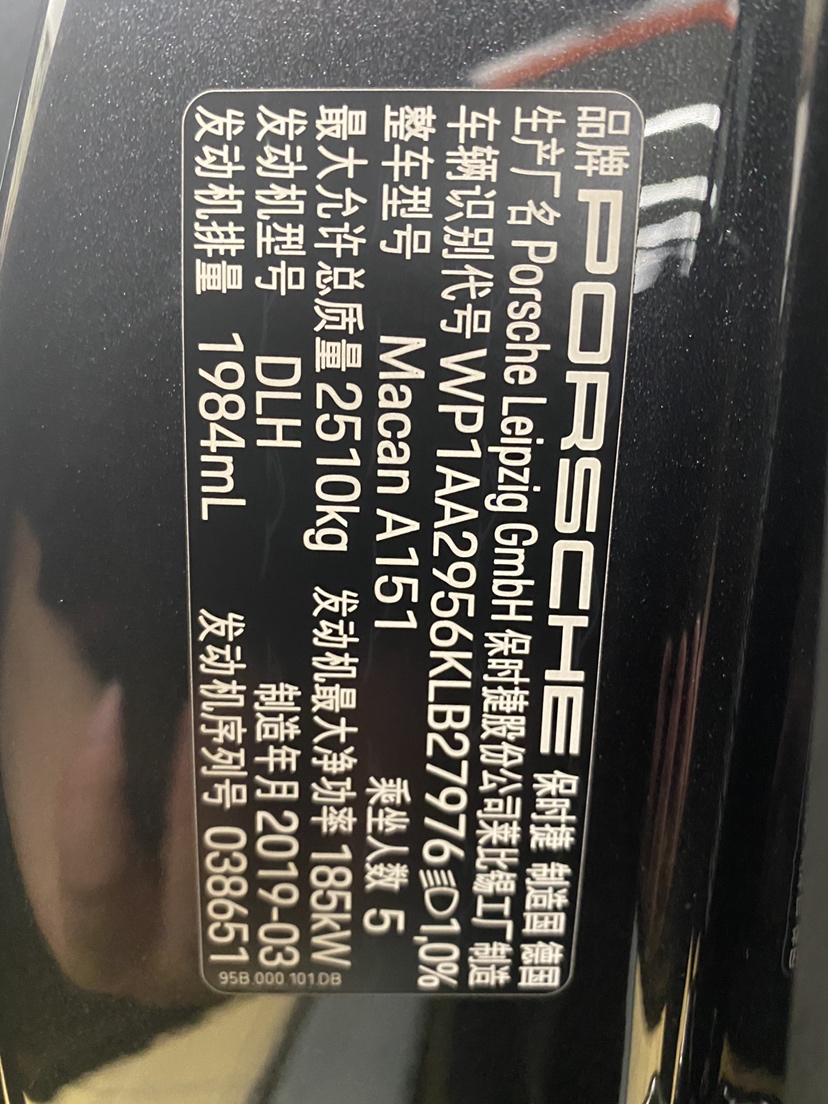 品牌 PORSCHE 保时捷 制造国 德国
生产厂名 Porsche Leipzig GmbH 保时捷股份公司莱比锡工厂 制造
车辆识别代号 WP1AA2956KLB27976 1,0%
整车型号 Macan A151 乘坐人数 5
最大允许总质量 2510kg 发动机最大净功率 185kW
发动机型号 DLH 制造年月 2019-03
发动机排量 1984mL 发动机序列号 038651
95B.000.101.DB